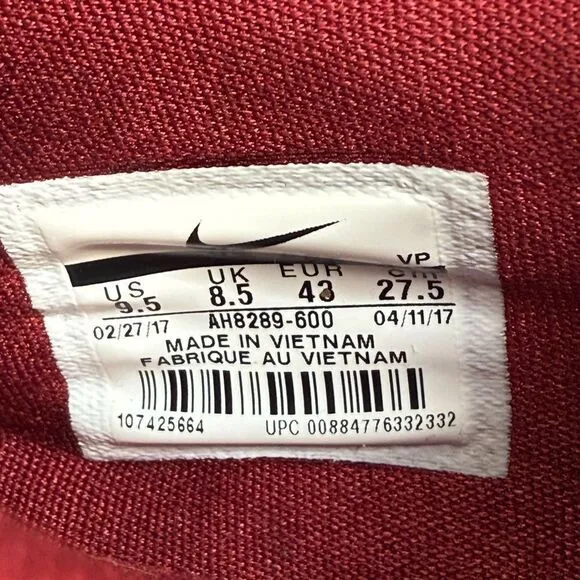 VP
US UK EUR cm
9.5 8.5 43 27.5
02/27/17 AH8289-600 04/11/17
MADE IN VIETNAM
FABRIQUE AU VIETNAM
107425664 UPC 00884776332332